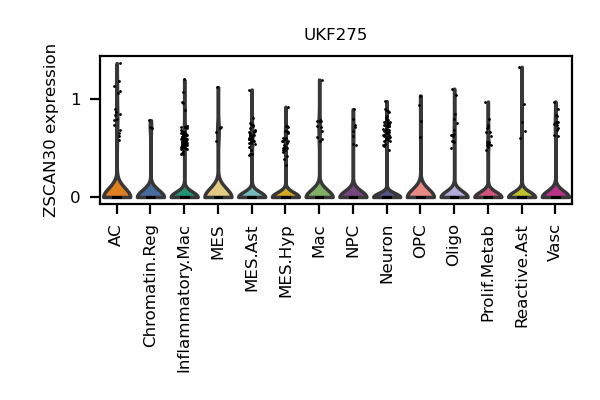 UKF275
ZSCAN30 expression
1
0
AC
Chromatin.Reg
Inflammatory.Mac
MES
MES.Ast
MES.Hyp
Mac
NPC
Neuron
OPC
Oligo
Prolif.Metab
Reactive.Ast
Vasc